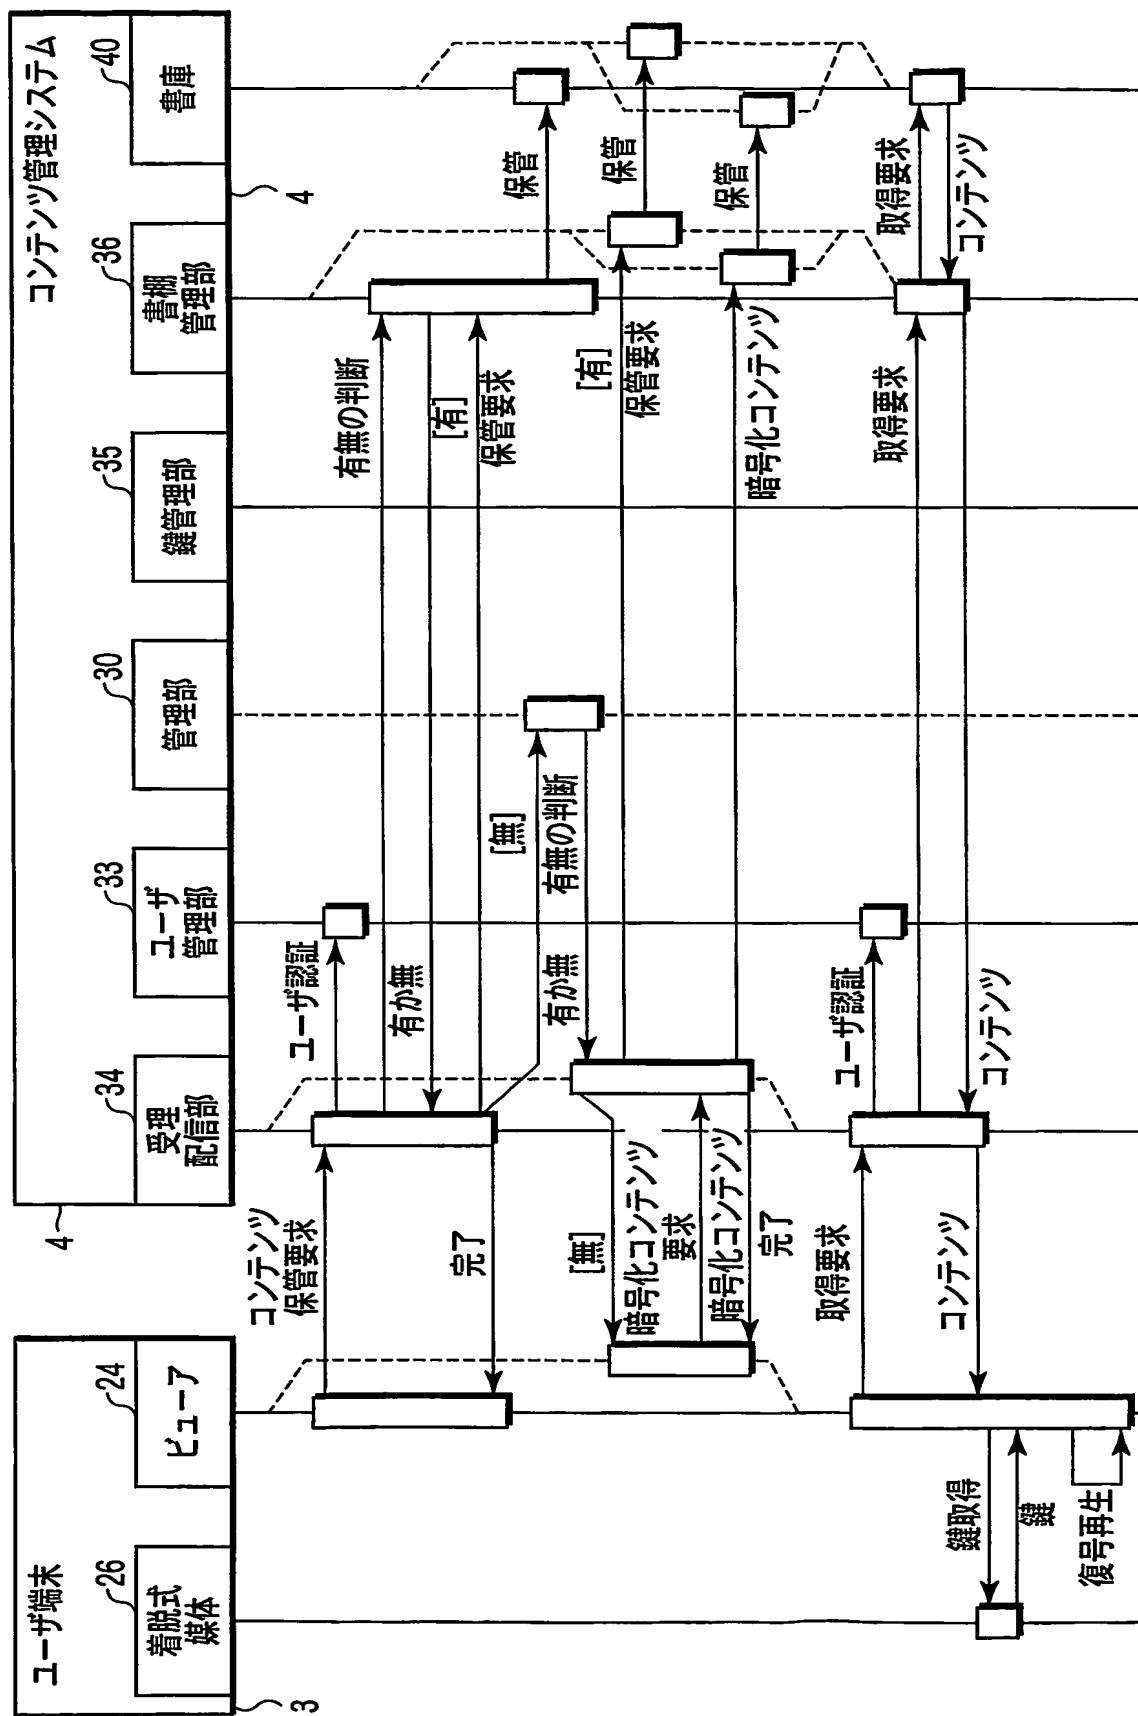 ユーザ端末
3
着脱式
媒体
26
ビューア
24
コンテンツ管理システム
4
4
受理
配信部
34
ユーザ
管理部
33
管理部
30
鍵管理部
35
書棚
管理部
36
書庫
40
コンテンツ
保管要求
ユーザ認証
有無の判断
有か無
[有]
保管要求
保管
完了
[無]
有無の判断
有か無
[有]
保管要求
保管
[無]
暗号化コンテンツ
要求
暗号化コンテンツ
暗号化コンテンツ
保管
完了
取得要求
ユーザ認証
取得要求
取得要求
コンテンツ
コンテンツ
コンテンツ
鍵取得
鍵
復号再生